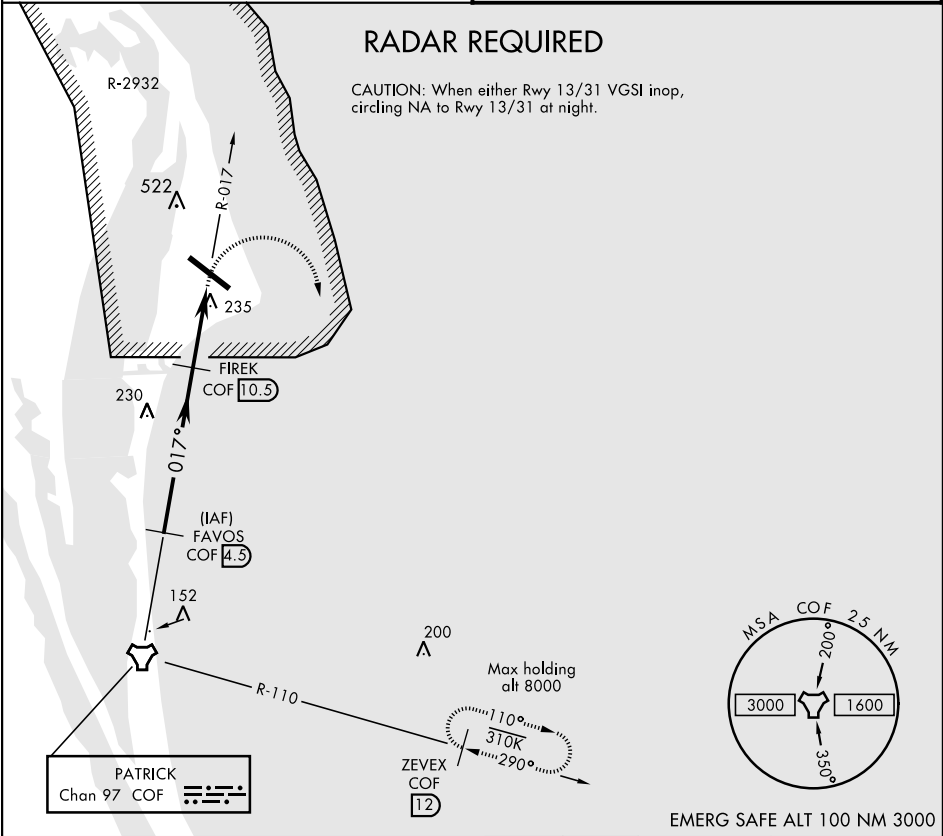 RADAR REQUIRED
CAUTION: When either Rwy 13/31 VGSI inop,
circling NA to Rwy 13/31 at night.
R-2932
522
R-017
235
FIREK
COF 10.5
230
017°
(IAF)
FAVOS
COF 4.5
152
200
R-110
Max holding
alt 8000
110°
310K
290°
ZEVEX
COF
12
PATRICK
Chan 97 COF
MSA COF 25 NM
200°
3000
1600
350°
EMERG SAFE ALT 100 NM 3000